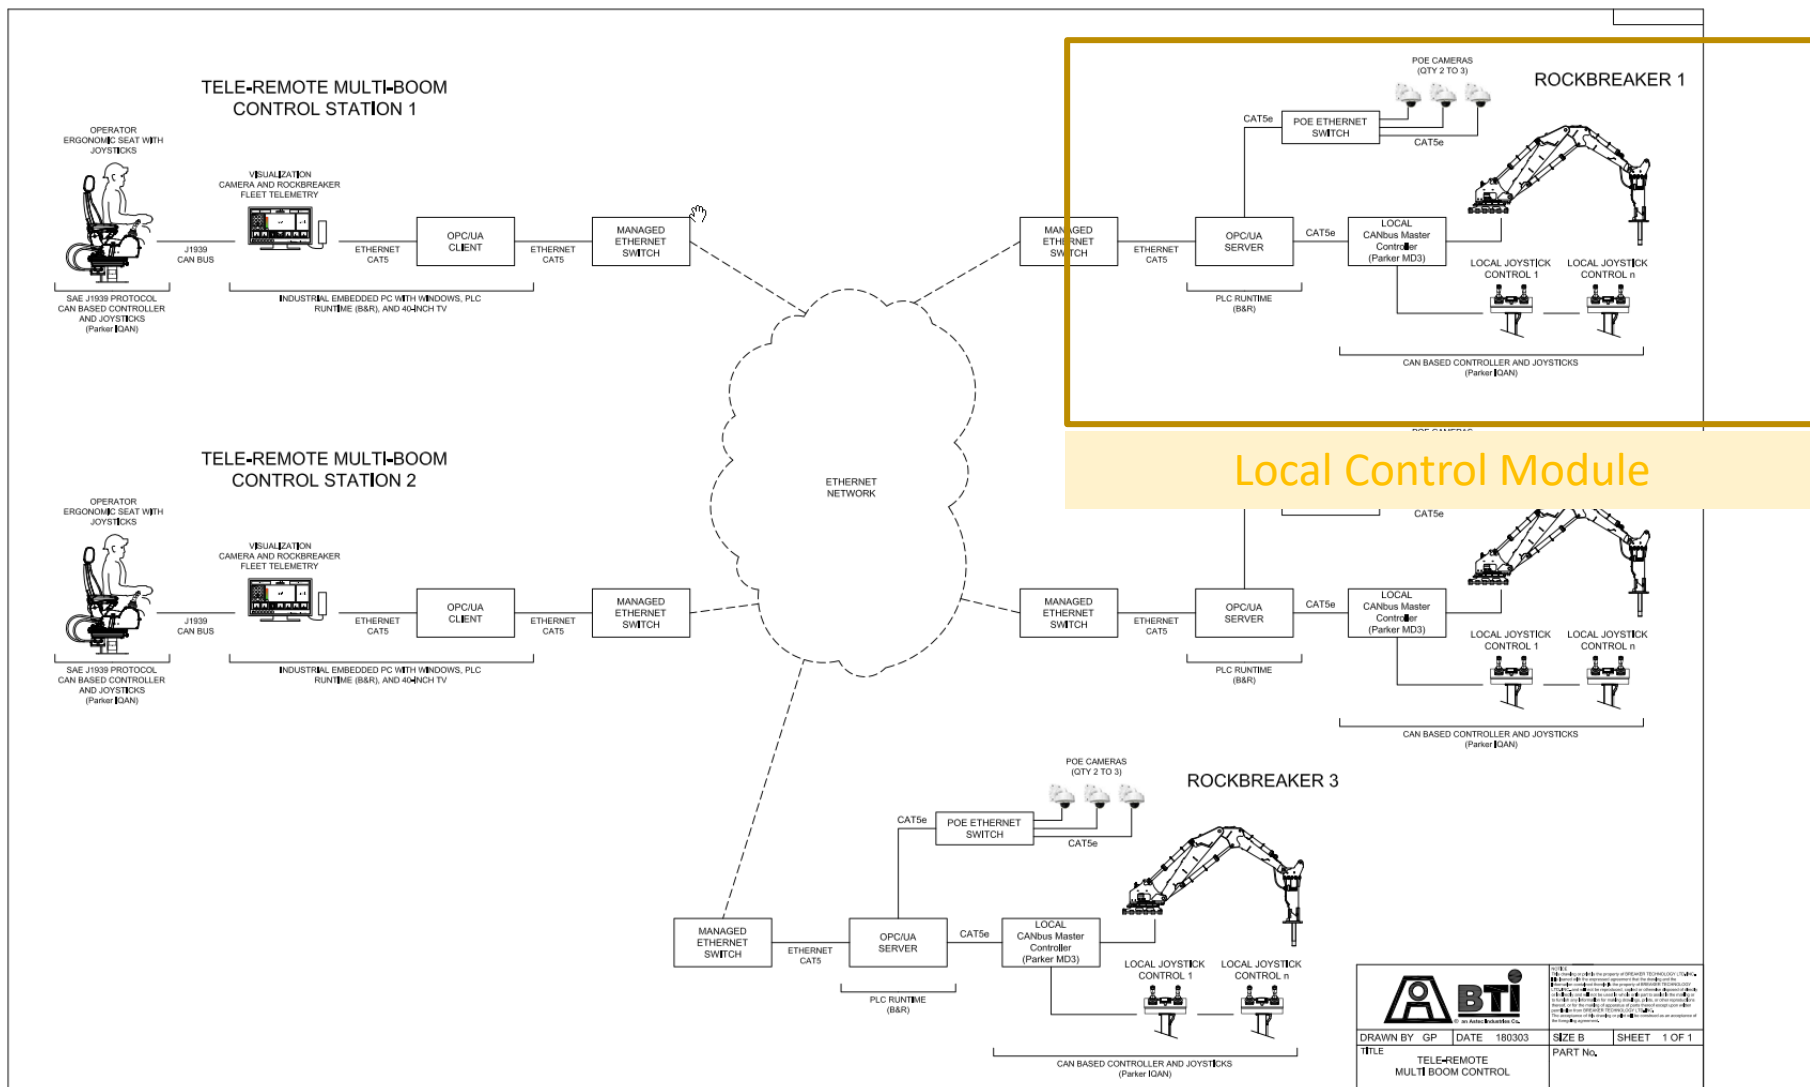 TELE-REMOTE MULTI-BOOM
CONTROL STATION 1
OPERATOR
ERGONOMIC SEAT WITH
JOYSTICKS
VISUALIZATION
CAMERA AND ROCKBREAKER
FLEET TELEMETRY
J1939
CAN BUS
ETHERNET
CAT5
OPC/UA
CLIENT
ETHERNET
CAT5
MANAGED
ETHERNET
SWITCH
SAE J1939 PROTOCOL
CAN BASED CONTROLLER
AND JOYSTICKS
(Parker IQAN)
INDUSTRIAL EMBEDDED PC WITH WINDOWS, PLC
RUNTIME (B&R), AND 40-INCH TV
POE CAMERAS
(QTY 2 TO 3)
ROCKBREAKER 1
CAT5e
POE ETHERNET
SWITCH
CAT5e
MANAGED
ETHERNET
SWITCH
ETHERNET
CAT5
OPC/UA
SERVER
CAT5e
LOCAL
CANbus Master
Controller
(Parker MD3)
LOCAL JOYSTICK
CONTROL 1
LOCAL JOYSTICK
CONTROL n
PLC RUNTIME
(B&R)
CAN BASED CONTROLLER AND JOYSTICKS
(Parker IQAN)
Local Control Module
TELE-REMOTE MULTI-BOOM
CONTROL STATION 2
OPERATOR
ERGONOMIC SEAT WITH
JOYSTICKS
VISUALIZATION
CAMERA AND ROCKBREAKER
FLEET TELEMETRY
J1939
CAN BUS
ETHERNET
CAT5
OPC/UA
CLIENT
ETHERNET
CAT5
MANAGED
ETHERNET
SWITCH
SAE J1939 PROTOCOL
CAN BASED CONTROLLER
AND JOYSTICKS
(Parker IQAN)
INDUSTRIAL EMBEDDED PC WITH WINDOWS, PLC
RUNTIME (B&R), AND 40-INCH TV
ETHERNET
NETWORK
CAT5e
MANAGED
ETHERNET
SWITCH
ETHERNET
CAT5
OPC/UA
SERVER
CAT5e
LOCAL
CANbus Master
Controller
(Parker MD3)
LOCAL JOYSTICK
CONTROL 1
LOCAL JOYSTICK
CONTROL n
PLC RUNTIME
(B&R)
CAN BASED CONTROLLER AND JOYSTICKS
(Parker IQAN)
POE CAMERAS
(QTY 2 TO 3)
ROCKBREAKER 3
CAT5e
POE ETHERNET
SWITCH
CAT5e
MANAGED
ETHERNET
SWITCH
ETHERNET
CAT5
OPC/UA
SERVER
CAT5e
LOCAL
CANbus Master
Controller
(Parker MD3)
LOCAL JOYSTICK
CONTROL 1
LOCAL JOYSTICK
CONTROL n
PLC RUNTIME
(B&R)
CAN BASED CONTROLLER AND JOYSTICKS
(Parker IQAN)
BTI
an Astec Industries Co.
DRAWN BY GP
DATE 180303
SIZE B
SHEET 1 OF 1
TITLE
TELE-REMOTE
MULTI BOOM CONTROL
PART No.